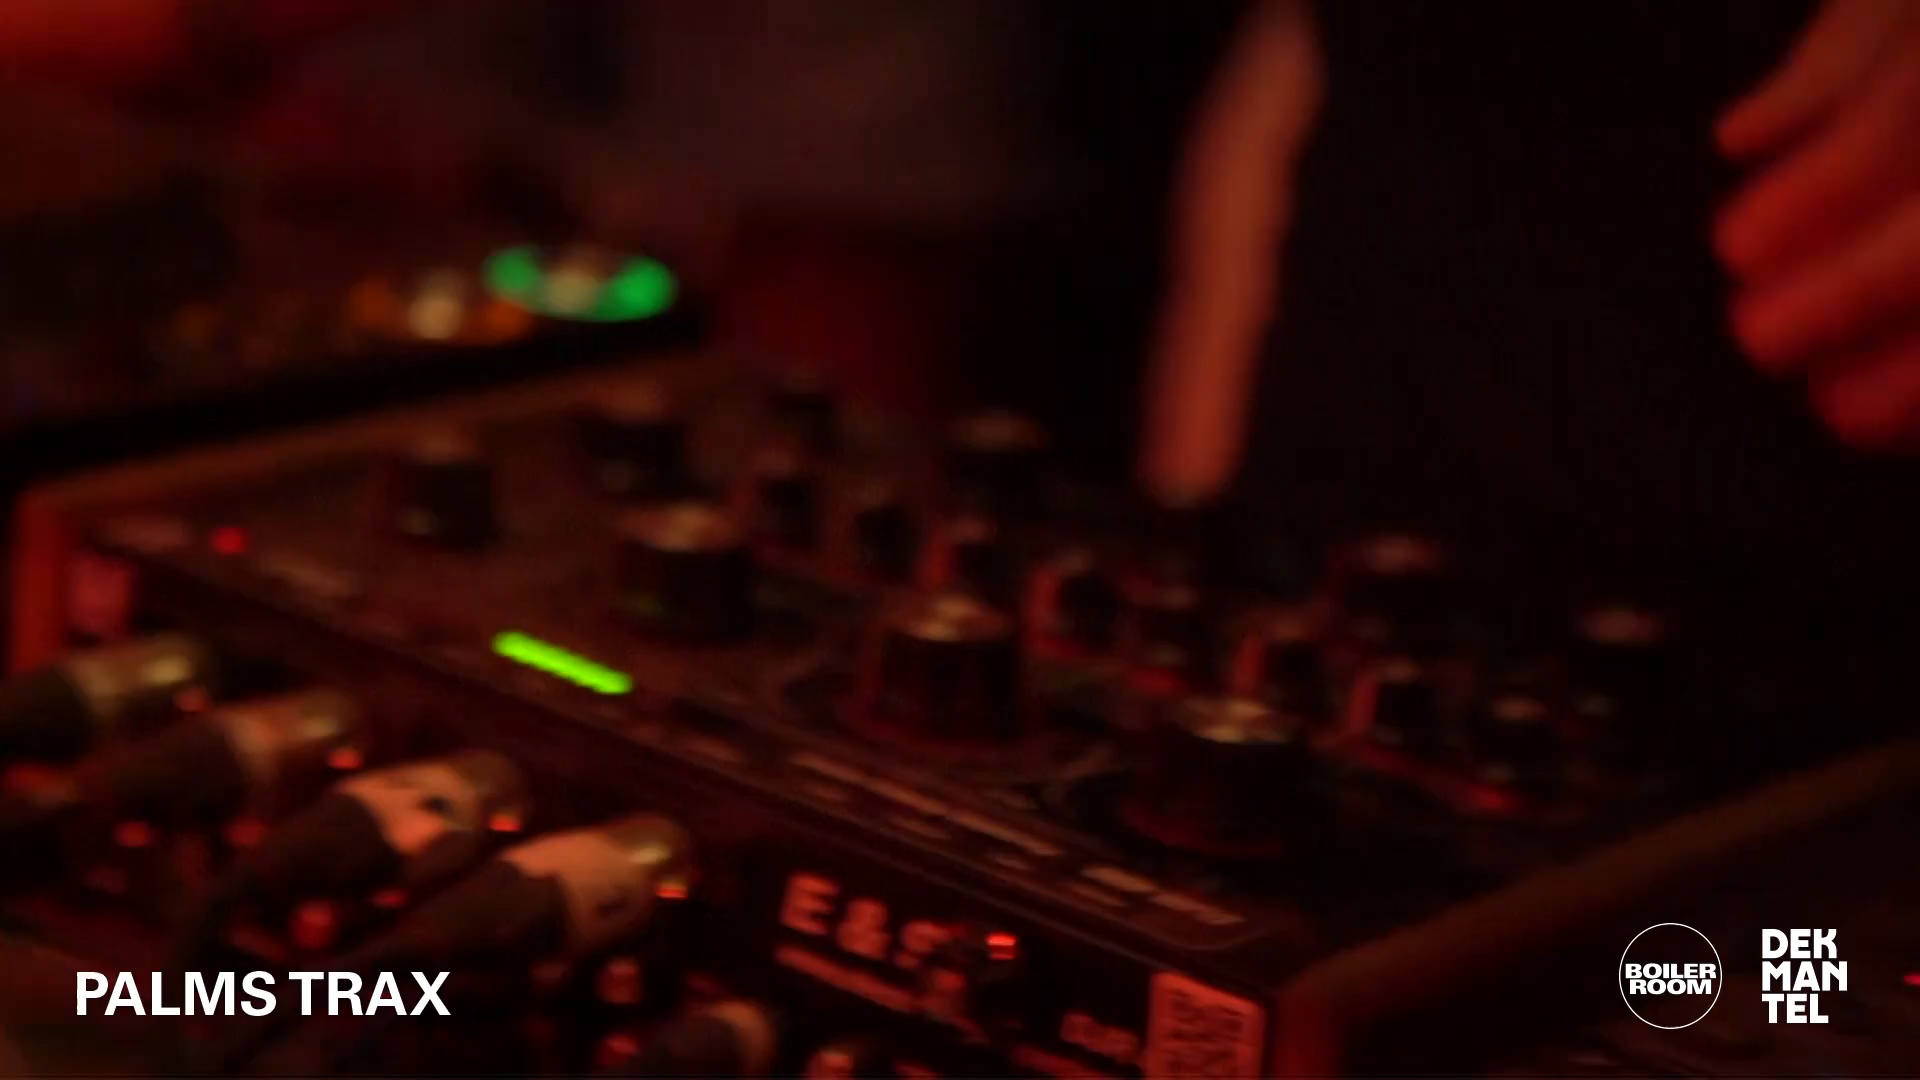 E&S
PALMS TRAX
BOILER
ROOM
DEK
MAN
TEL